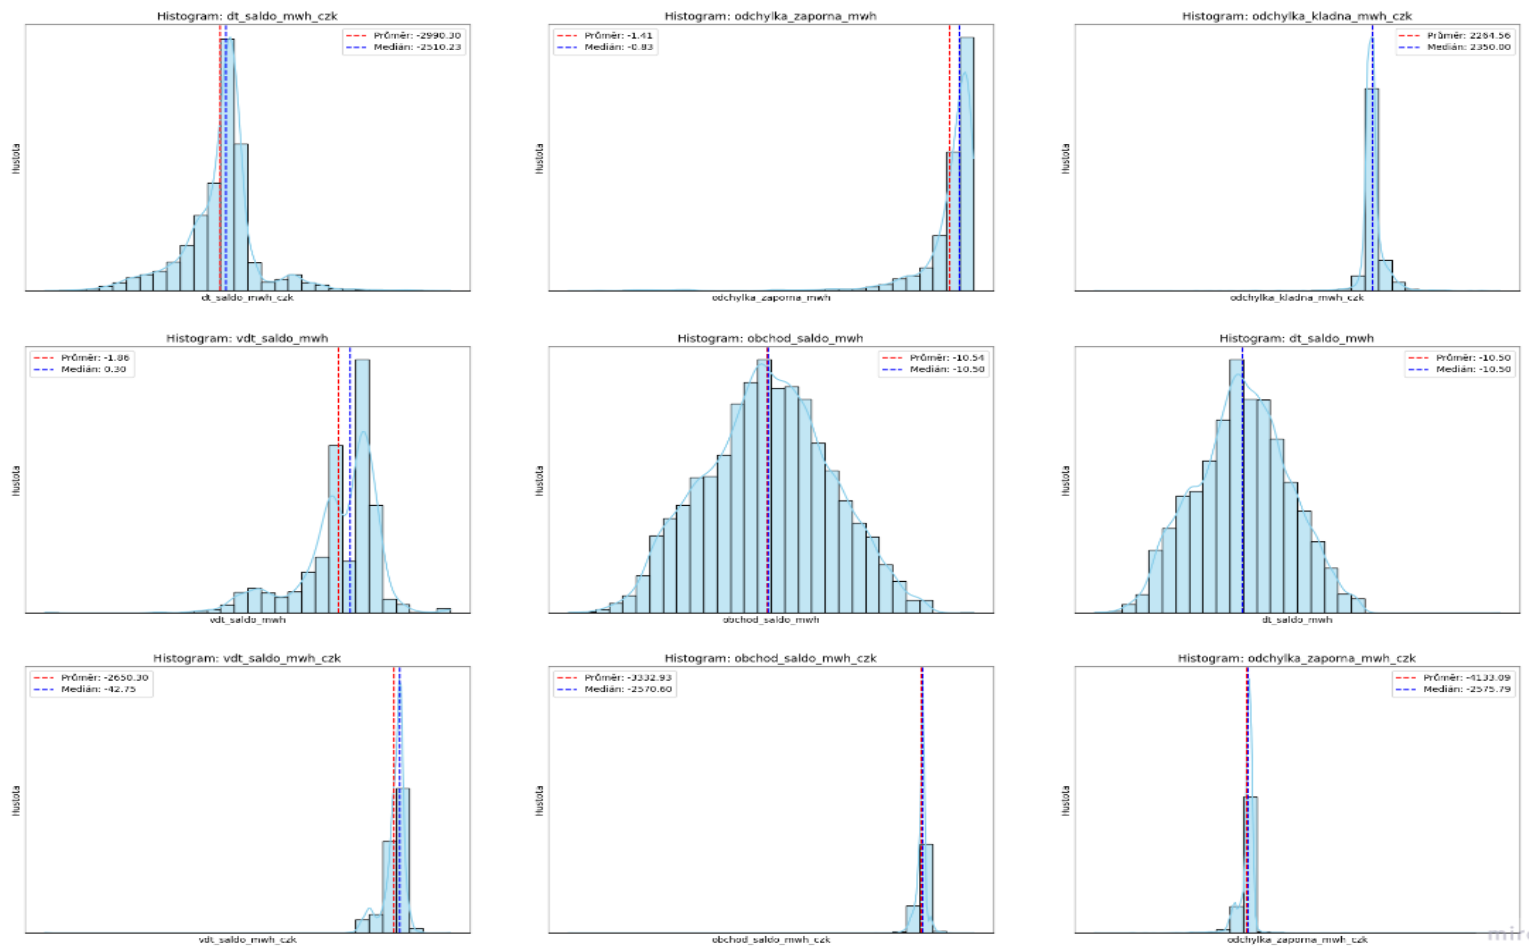 Histogram: dt_saldo_mwh_czk
Průměr: -2990.30
Medián: -2510.23
Hustota
dt_saldo_mwh_czk
Histogram: odchylka_zaporna_mwh
Průměr: -1.41
Medián: -0.83
Hustota
odchylka_zaporna_mwh
Histogram: odchylka_kladna_mwh_czk
Průměr: 2264.56
Medián: 2350.00
Hustota
odchylka_kladna_mwh_czk
Histogram: vdt_saldo_mwh
Průměr: -1.86
Medián: 0.30
Hustota
vdt_saldo_mwh
Histogram: obchod_saldo_mwh
Průměr: -10.54
Medián: -10.50
Hustota
obchod_saldo_mwh
Histogram: dt_saldo_mwh
Průměr: -10.50
Medián: -10.50
Hustota
dt_saldo_mwh
Histogram: vdt_saldo_mwh_czk
Průměr: -2650.30
Medián: -42.75
Hustota
vdt_saldo_mwh_czk
Histogram: obchod_saldo_mwh_czk
Průměr: -3332.93
Medián: -2570.60
Hustota
obchod_saldo_mwh_czk
Histogram: odchylka_zaporna_mwh_czk
Průměr: -4133.09
Medián: -2575.79
Hustota
odchylka_zaporna_mwh_czk